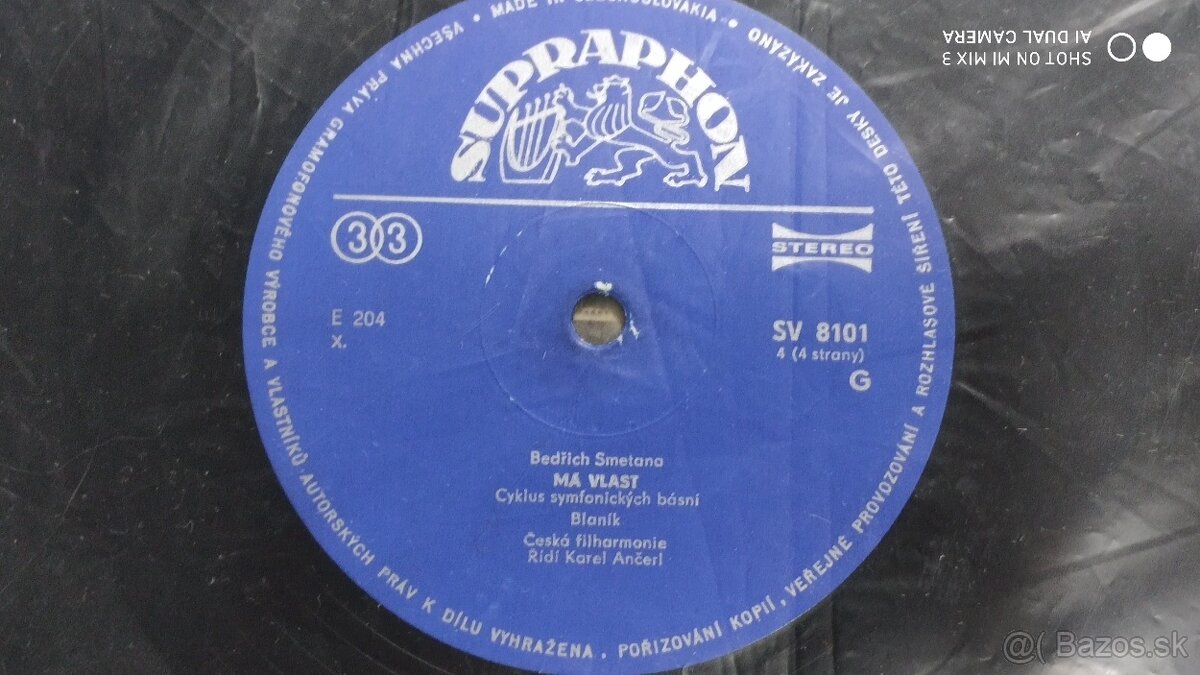 VŠECHNA PRÁVA GRAMOFONOVÉHO VÝROBCE A VLASTNÍKŮ AUTORSKÝCH PRÁV K DÍLU VYHRAŽENA. POŘIZOVÁNÍ KOPIÍ, VEŘEJNÉ PROVOZOVÁNÍ A ROZHLASOVÉ ŠÍŘENÍ TÉTO DESKY JE ZAKÁZÁNO • MADE IN CZECHOSLOVAKIA •
SUPRAPHON
33
STEREO
E 204
X.
SV 8101
4 (4 strany)
G
Bedřich Smetana
MÁ VLAST
Cyklus symfonických básní
Blaník
Česká filharmonie
Řídí Karel Ančerl
SHOT ON MI MIX 3
AI DUAL CAMERA
@( Bazos.sk